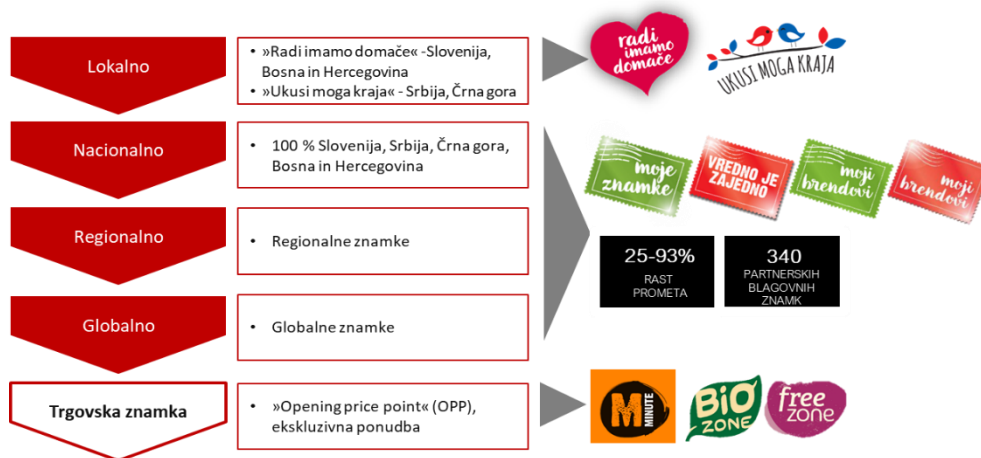 Lokalno
• »Radi imamo domače« -Slovenija,
Bosna in Hercegovina
• »Ukusi moga kraja« - Srbija, Črna gora
radi
imamo
domače
UKUSI MOGA KRAJA
Nacionalno
• 100 % Slovenija, Srbija, Črna gora,
Bosna in Hercegovina
moje
znamke
VREDNO JE
ZAJEDNO
moji
brendovi
moji
brendovi
Regionalno
• Regionalne znamke
25-93%
RAST
PROMETA
340
PARTNERSKIH
BLAGOVNIH
ZNAMK
Globalno
• Globalne znamke
Trgovska znamka
• »Opening price point« (OPP),
ekskluzivna ponudba
M MINUTE
BiO
ZONE
free
zone